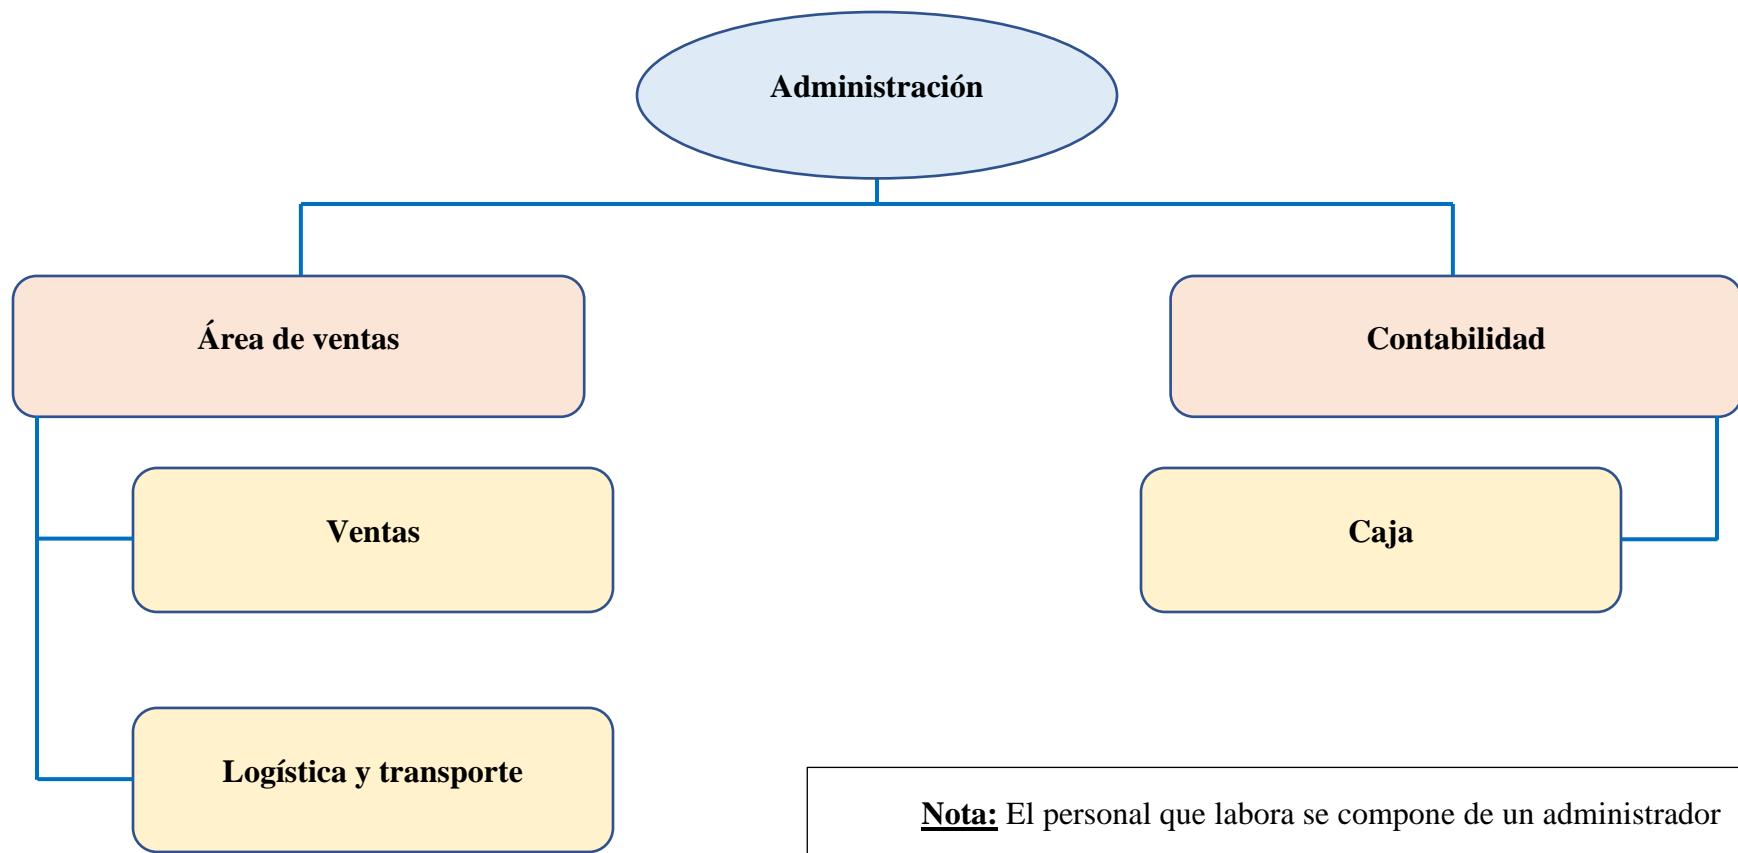 Administración
Área de ventas
Contabilidad
Ventas
Caja
Logística y transporte
Nota: El personal que labora se compone de un administrador